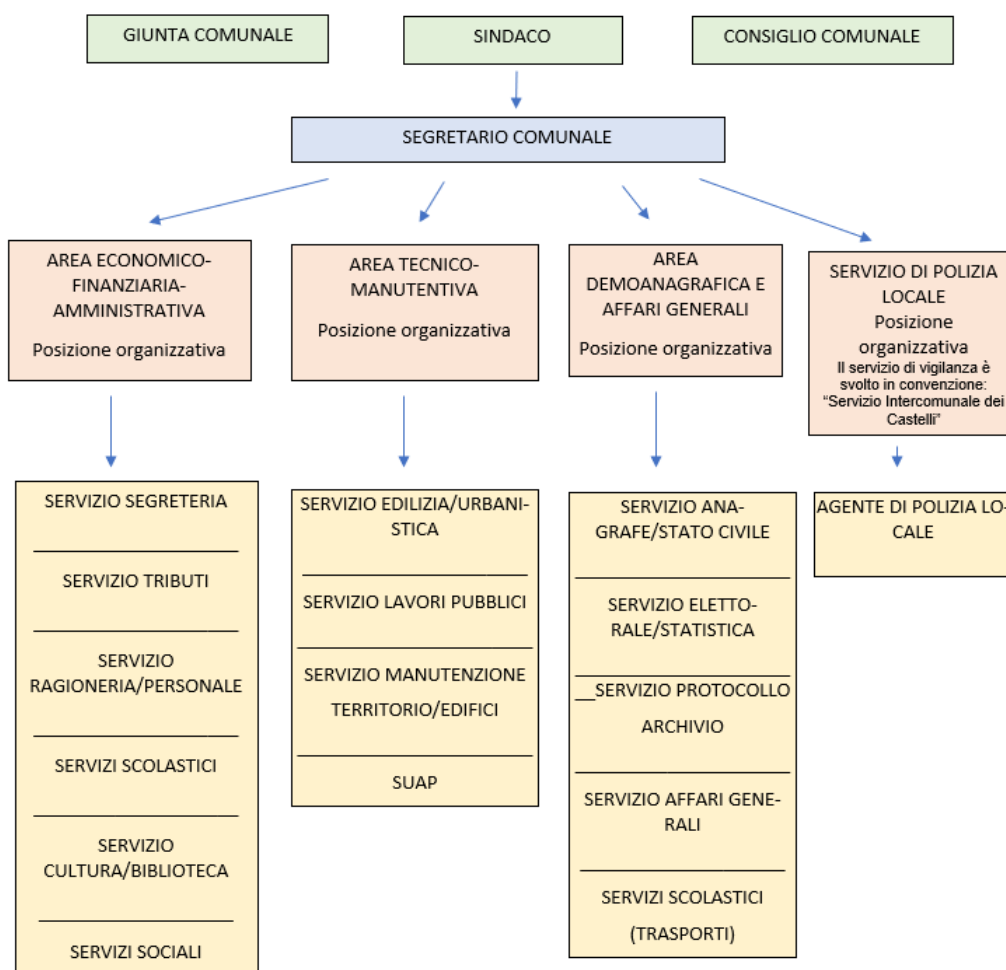 GIUNTA COMUNALE
SINDACO
CONSIGLIO COMUNALE
SEGRETARIO COMUNALE
AREA ECONOMICO-
FINANZIARIA-
AMMINISTRATIVA
Posizione organizzativa
AREA TECNICO-
MANUTENTIVA
Posizione organizzativa
AREA
DEMOANAGRAFICA E
AFFARI GENERALI
Posizione organizzativa
SERVIZIO DI POLIZIA
LOCALE
Posizione
organizzativa
Il servizio di vigilanza è
svolto in convenzione:
“Servizio Intercomunale dei
Castelli”
SERVIZIO SEGRETERIA
SERVIZIO TRIBUTI
SERVIZIO
RAGIONERIA/PERSONALE
SERVIZI SCOLASTICI
SERVIZIO
CULTURA/BIBLIOTECA
SERVIZI SOCIALI
SERVIZIO EDILIZIA/URBANI-
STICA
SERVIZIO LAVORI PUBBLICI
SERVIZIO MANUTENZIONE
TERRITORIO/EDIFICI
SUAP
SERVIZIO ANA-
GRAFE/STATO CIVILE
SERVIZIO ELETTO-
RALE/STATISTICA
__SERVIZIO PROTOCOLLO
ARCHIVIO
SERVIZIO AFFARI GENE-
RALI
SERVIZI SCOLASTICI
(TRASPORTI)
AGENTE DI POLIZIA LO-
CALE